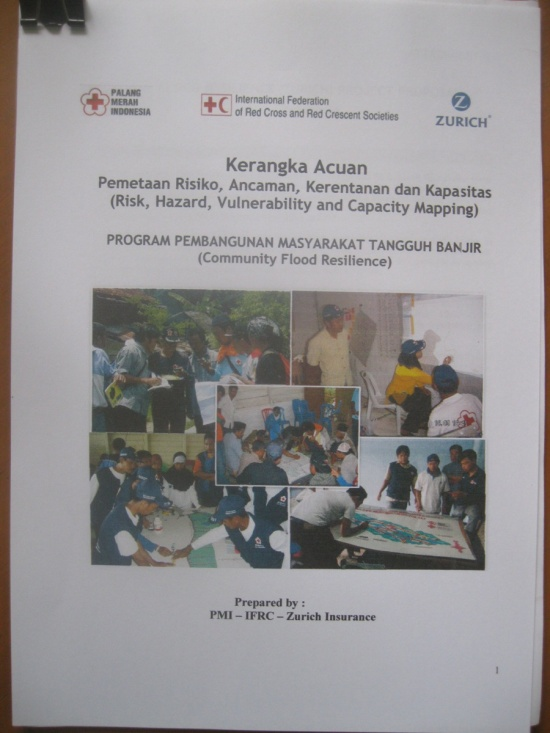 PALANG
MERAH
INDONESIA
International Federation
of Red Cross and Red Crescent Societies
ZURICH®
Kerangka Acuan
Pemetaan Risiko, Ancaman, Kerentanan dan Kapasitas
(Risk, Hazard, Vulnerability and Capacity Mapping)
PROGRAM PEMBANGUNAN MASYARAKAT TANGGUH BANJIR
(Community Flood Resilience)
Prepared by :
PMI – IFRC – Zurich Insurance
1